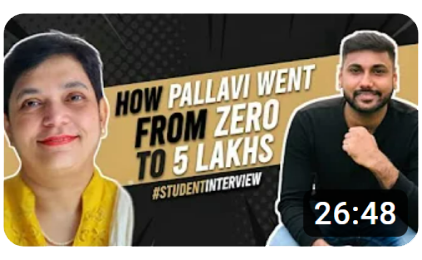 HOW PALLAVI WENT
FROM ZERO
TO 5 LAKHS
#STUDENTINTERVIEW
26:48